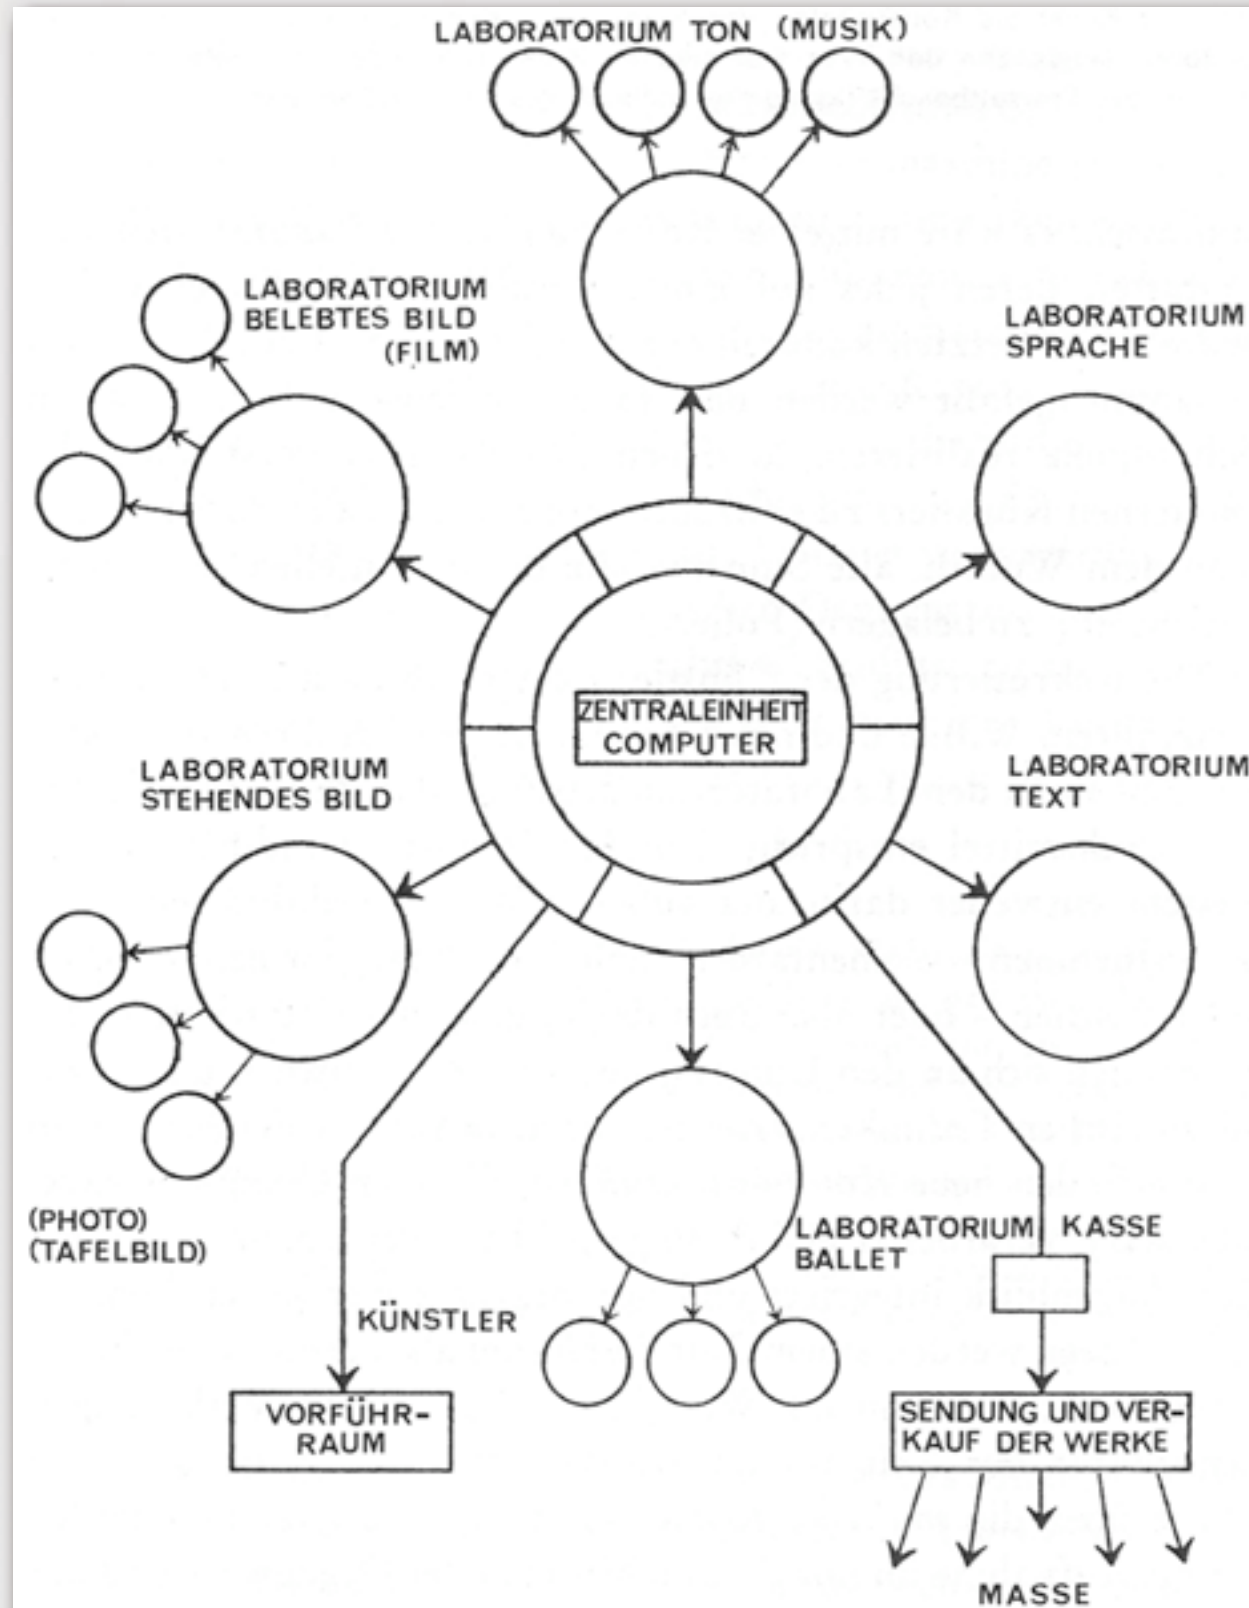 LABORATORIUM TON (MUSIK)
LABORATORIUM
BELEBTES BILD
(FILM)
LABORATORIUM
SPRACHE
ZENTRALEINHEIT
COMPUTER
LABORATORIUM
STEHENDES BILD
LABORATORIUM
TEXT
(PHOTO)
(TAFELBILD)
LABORATORIUM
BALLET
KASSE
KÜNSTLER
VORFÜHR-
RAUM
SENDUNG UND VER-
KAUF DER WERKE
MASSE